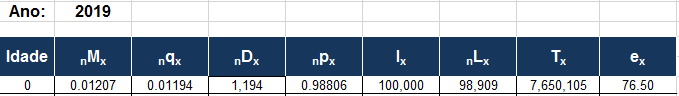 Ano: 2019
Idade nMx nqx nDx npx lx nLx Tx ex
0 0.01207 0.01194 1,194 0.98806 100,000 98,909 7,650,105 76.50